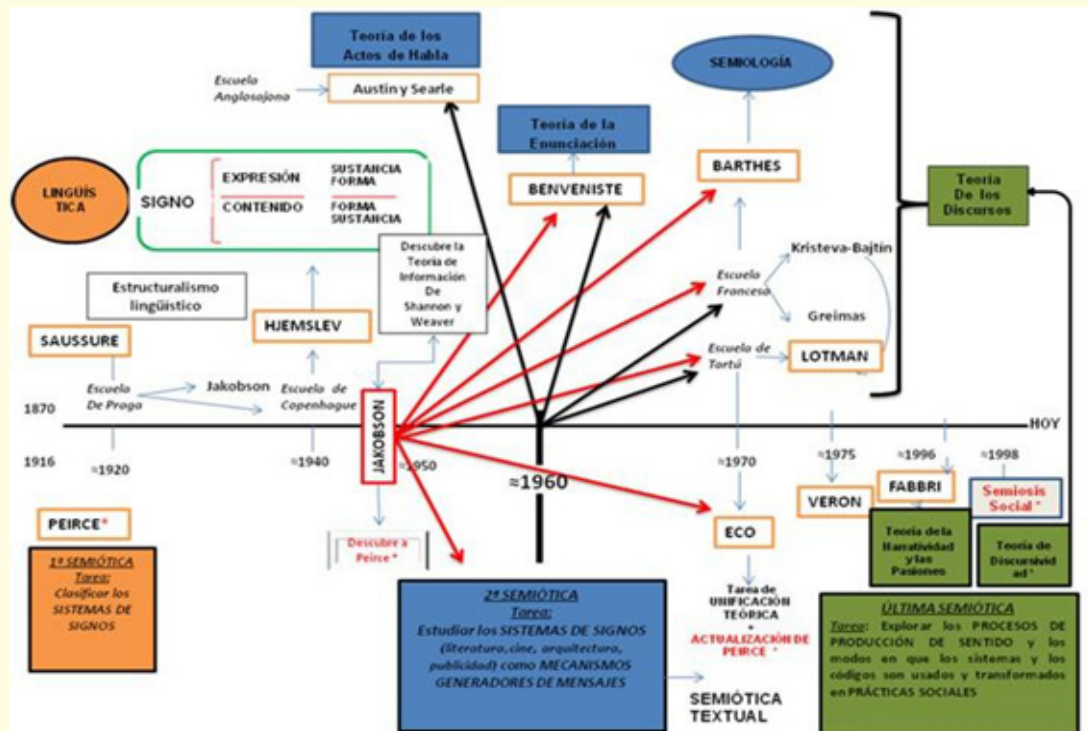 Teoría de los
Actos de Habla
Escuela
Anglosajona
Austin y Searle
SEMIOLOGÍA
Teoría de la
Enunciación
BENVENISTE
BARTHES
LINGÜÍS
TICA
SIGNO
EXPRESIÓN
SUSTANCIA
FORMA
CONTENIDO
FORMA
SUSTANCIA
Teoría
De los
Discursos
Descubre la
Teoría de
Información
De
Shannon y
Weaver
Kristeva-Bajtín
Estructuralismo
lingüístico
Escuela
Francesa
Greimas
SAUSSURE
HJEMSLEV
Escuela de
Tartú
LOTMAN
Escuela
De Praga
Jakobson
Escuela de
Copenhague
JAKOBSON
1870
HOY
1916
≈1920
≈1940
≈1950
≈1960
≈1970
≈1975
≈1996
≈1998
PEIRCE*
Descubre a
Peirce *
ECO
VERON
FABBRI
Semiosis
Social *
1ª SEMIÓTICA
Tarea:
Clasificar los
SISTEMAS DE
SIGNOS
2ª SEMIÓTICA
Tarea:
Estudiar los SISTEMAS DE SIGNOS
(literatura, cine, arquitectura,
publicidad) como MECANISMOS
GENERADORES DE MENSAJES
Tarea de
UNIFICACIÓN
TEÓRICA
+
ACTUALIZACIÓN DE
PEIRCE *
SEMIÓTICA
TEXTUAL
Teoría de la
Narratividad
y las
Pasiones
Teoría de
Discursivid
ad *
ÚLTIMA SEMIÓTICA
Tarea: Explorar los PROCESOS DE
PRODUCCIÓN DE SENTIDO y los
modos en que los sistemas y los
códigos son usados y transformados
en PRÁCTICAS SOCIALES